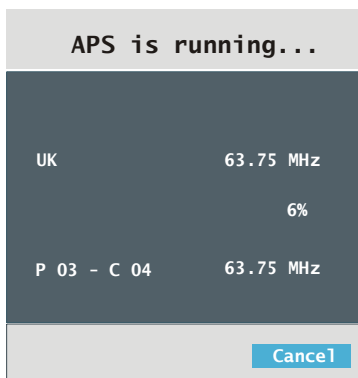 APS is running...
UK 63.75 MHz
6%
P 03 - C 04 63.75 MHz
Cancel